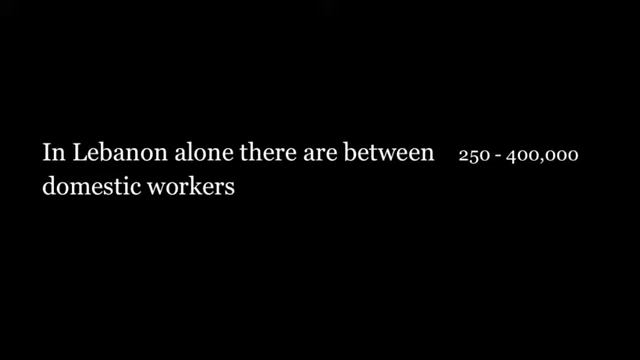 In Lebanon alone there are between 250 - 400,000
domestic workers